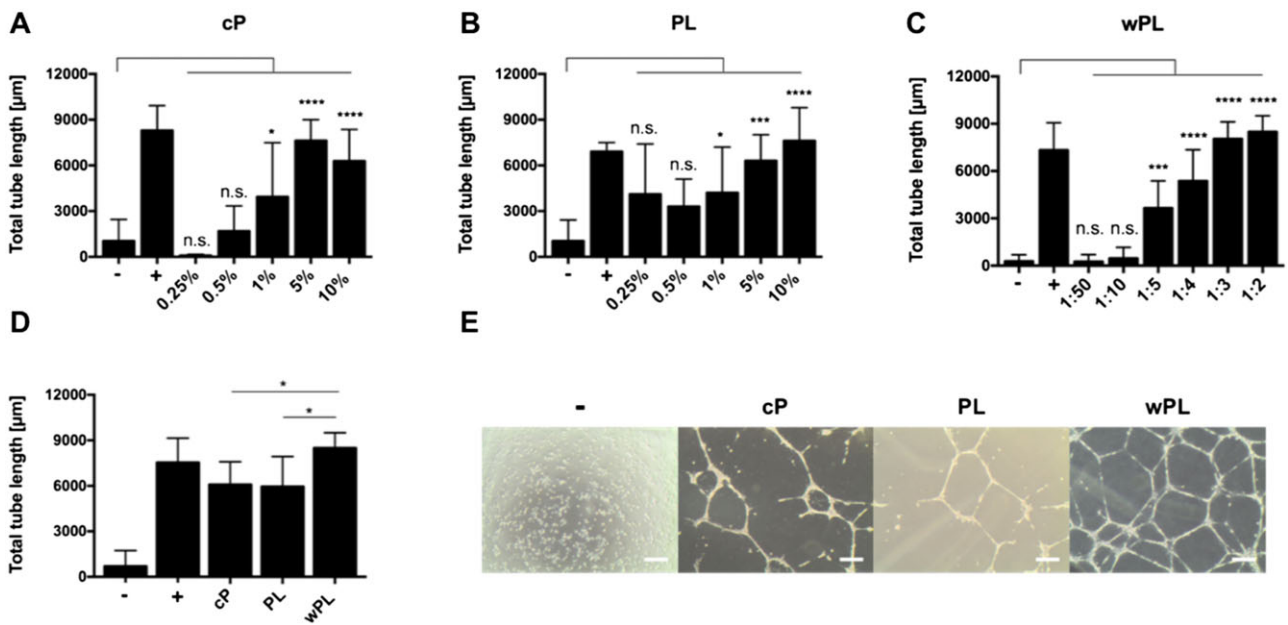 A
cP
Total tube length [µm]
12000
9000
6000
3000
0
n.s.
n.s.
*
****
****
-
+
0.25%
0.5%
1%
5%
10%
B
PL
Total tube length [µm]
12000
9000
6000
3000
0
n.s.
n.s.
*
***
****
-
+
0.25%
0.5%
1%
5%
10%
C
wPL
Total tube length [µm]
12000
9000
6000
3000
0
n.s.
n.s.
***
****
****
****
-
+
1:50
1:10
1:5
1:4
1:3
1:2
D
Total tube length [µm]
12000
9000
6000
3000
0
*
*
-
+
cP
PL
wPL
E
-
cP
PL
wPL